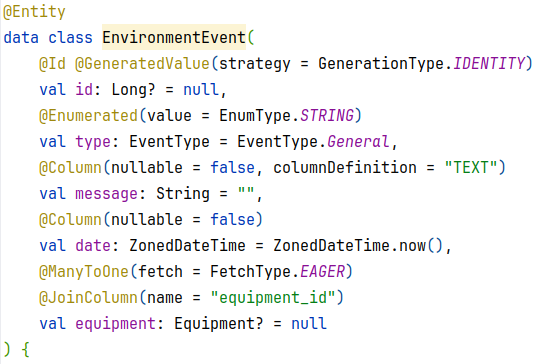 @Entity
data class EnvironmentEvent(
    @Id @GeneratedValue(strategy = GenerationType.IDENTITY)
    val id: Long? = null,
    @Enumerated(value = EnumType.STRING)
    val type: EventType = EventType.General,
    @Column(nullable = false, columnDefinition = "TEXT")
    val message: String = "",
    @Column(nullable = false)
    val date: ZonedDateTime = ZonedDateTime.now(),
    @ManyToOne(fetch = FetchType.EAGER)
    @JoinColumn(name = "equipment_id")
    val equipment: Equipment? = null
) {